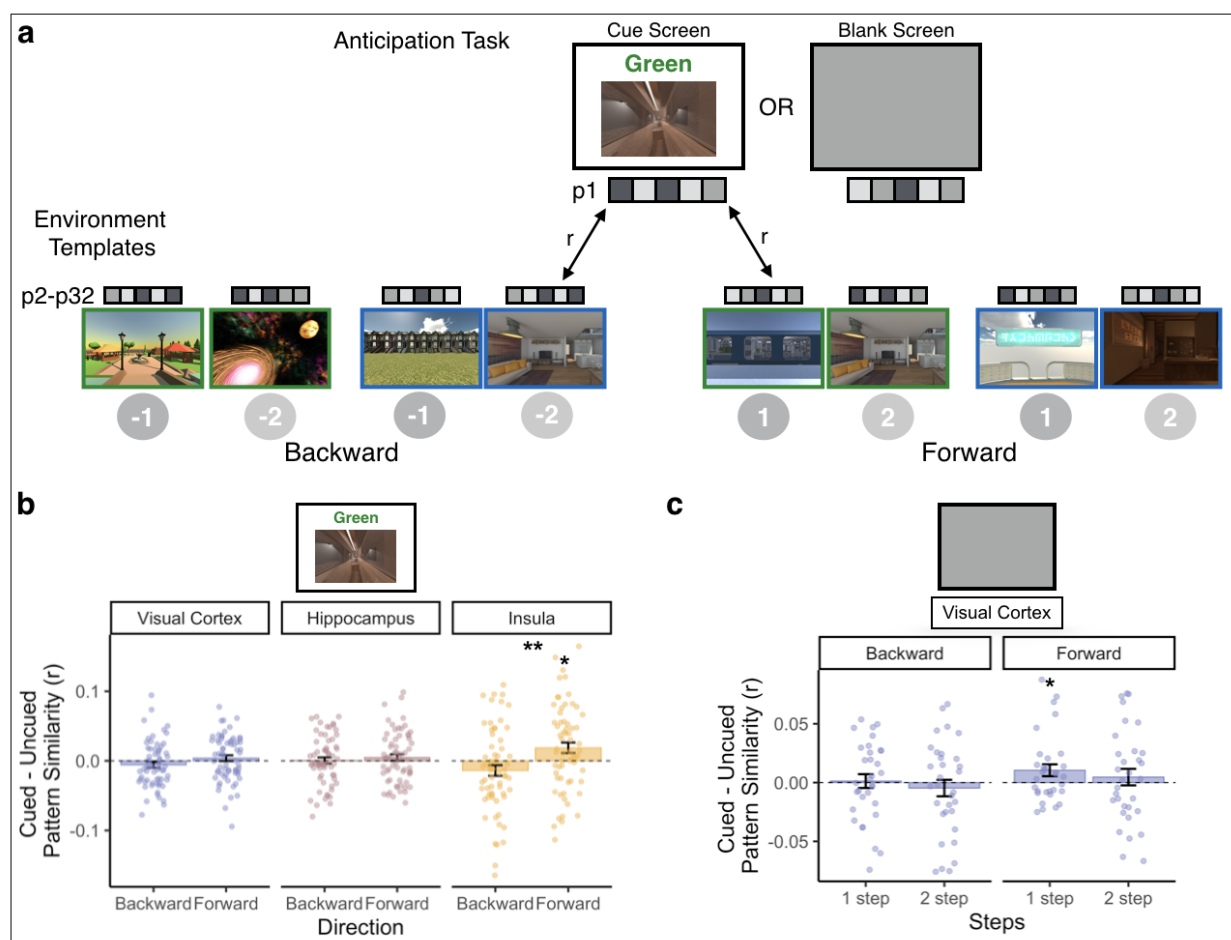 a
Anticipation Task
Cue Screen
Blank Screen
Green
OR
p1
Environment
Templates
r
r
p2-p32
-1
-2
-1
-2
1
2
1
2
Backward
Forward
b
Green
Visual Cortex
Hippocampus
Insula
**
*
Cued - Uncued
Pattern Similarity (r)
0.1
0.0
-0.1
Backward Forward
Backward Forward
Backward Forward
Direction
c
Visual Cortex
Backward
Forward
*
Cued - Uncued
Pattern Similarity (r)
0.05
0.00
-0.05
1 step
2 step
1 step
2 step
Steps